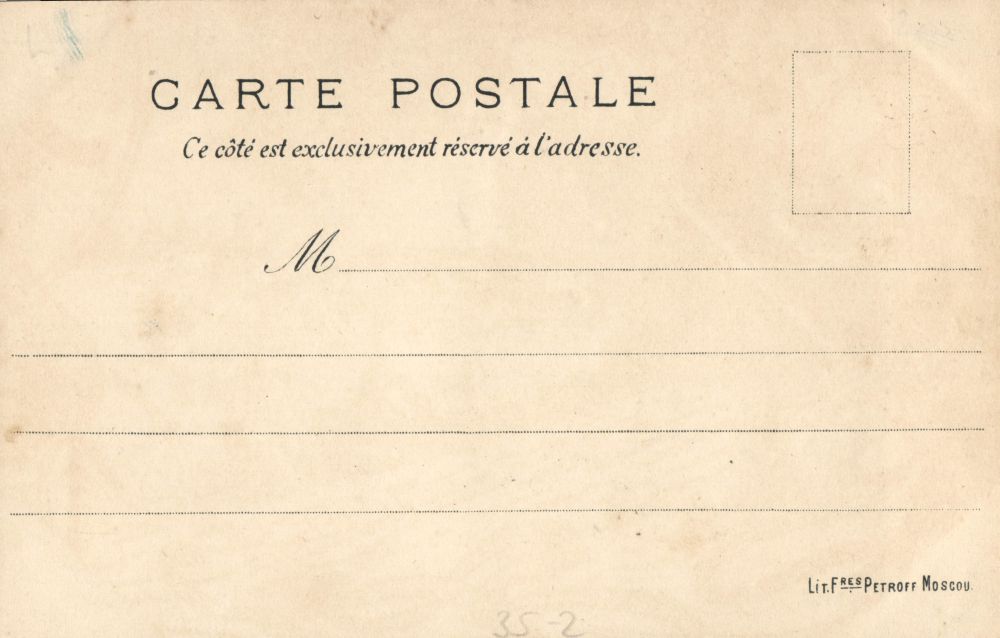 CARTE POSTALE
Ce côté est exclusivement réservé á l'adresse.
M
LIT. FRES PETROFF MOSCOU.
35-2